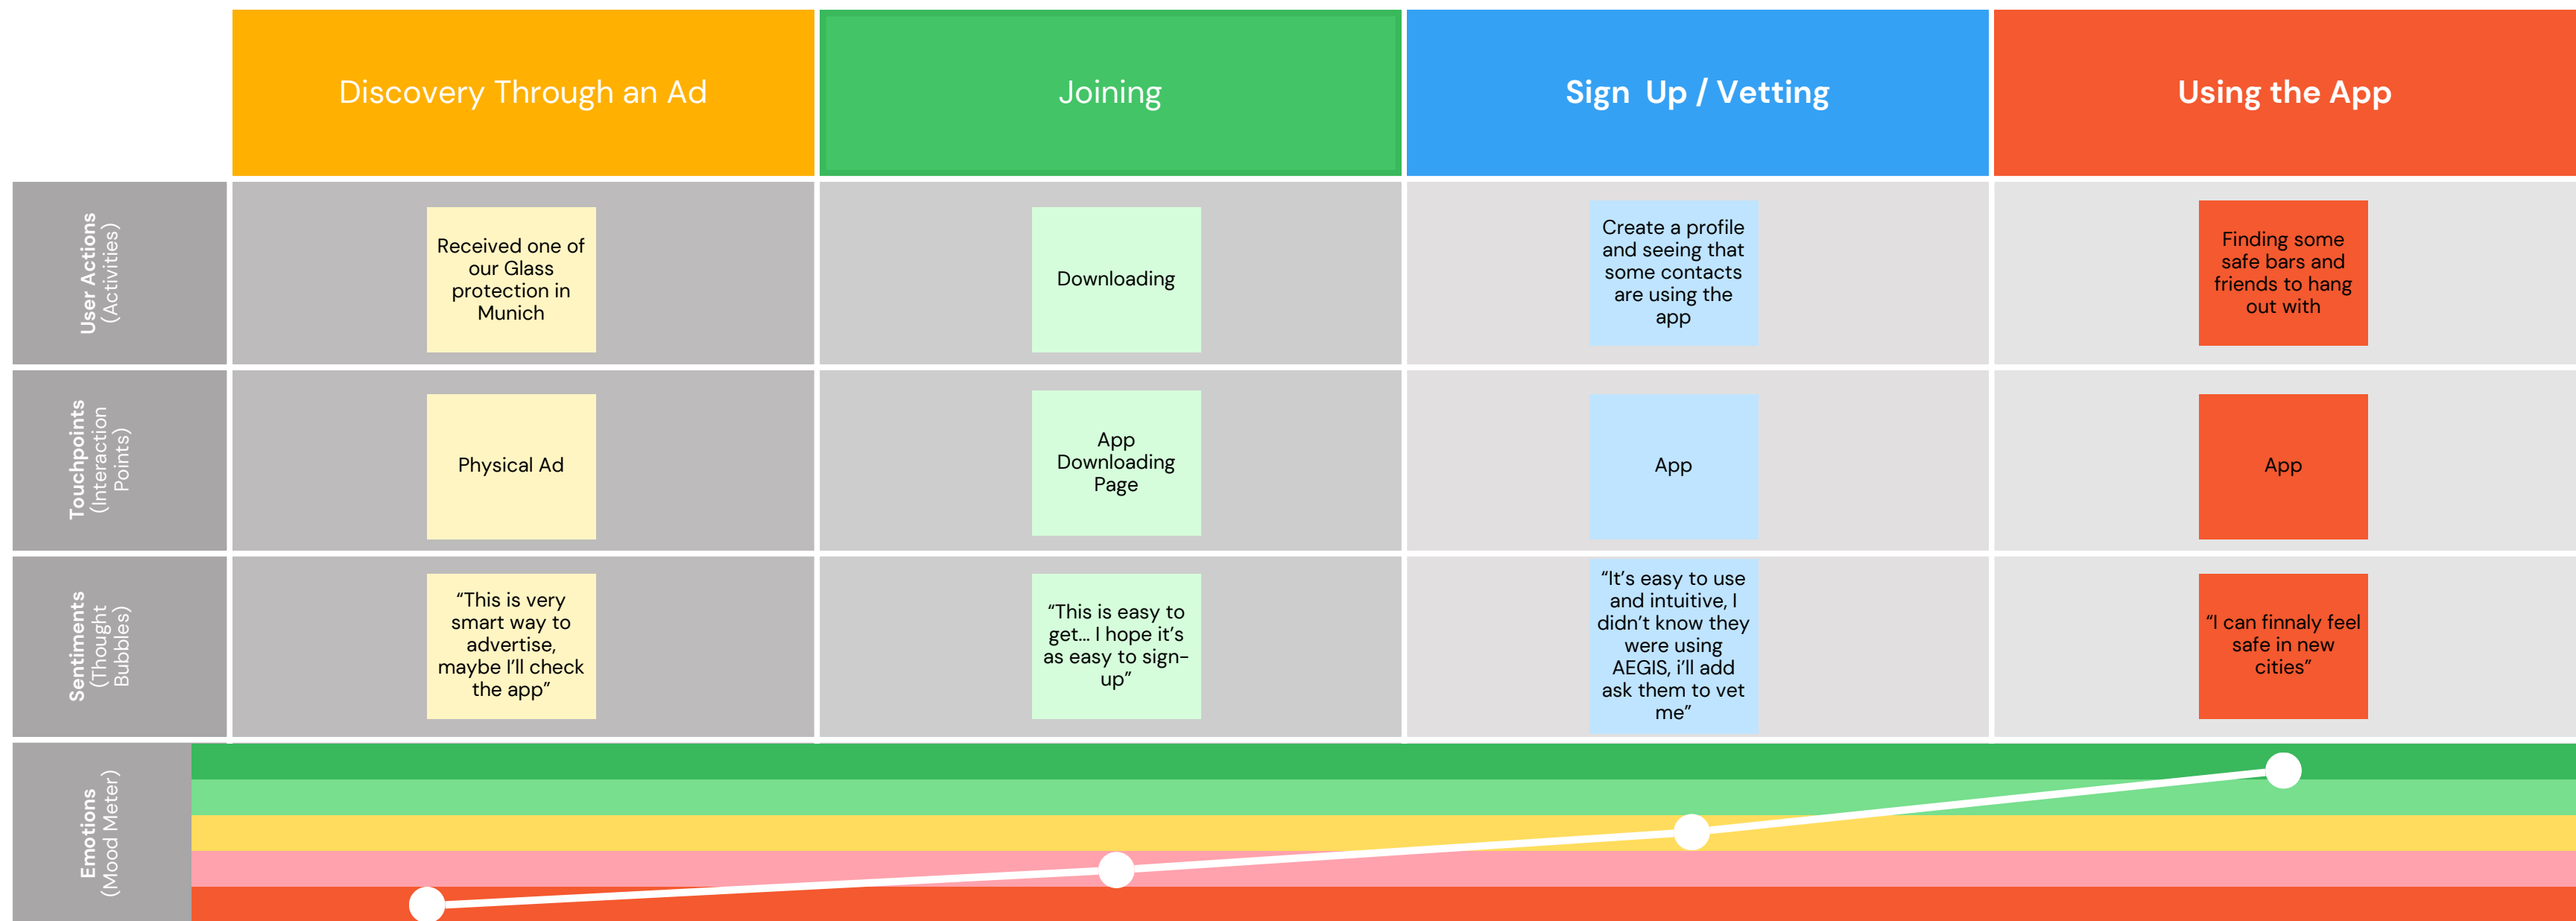 Discovery Through an Ad
Joining
Sign Up / Vetting
Using the App
User Actions
(Activities)
Received one of
our Glass
protection in
Munich
Downloading
Create a profile
and seeing that
some contacts
are using the
app
Finding some
safe bars and
friends to hang
out with
Touchpoints
(Interaction
Points)
Physical Ad
App
Downloading
Page
App
App
Sentiments
(Thought
Bubbles)
“This is very
smart way to
advertise,
maybe I’ll check
the app”
“This is easy to
get... I hope it’s
as easy to sign-
up”
“It’s easy to use
and intuitive, I
didn’t know they
were using
AEGIS, i’ll add
ask them to vet
me”
“I can finnaly feel
safe in new
cities”
Emotions
(Mood Meter)